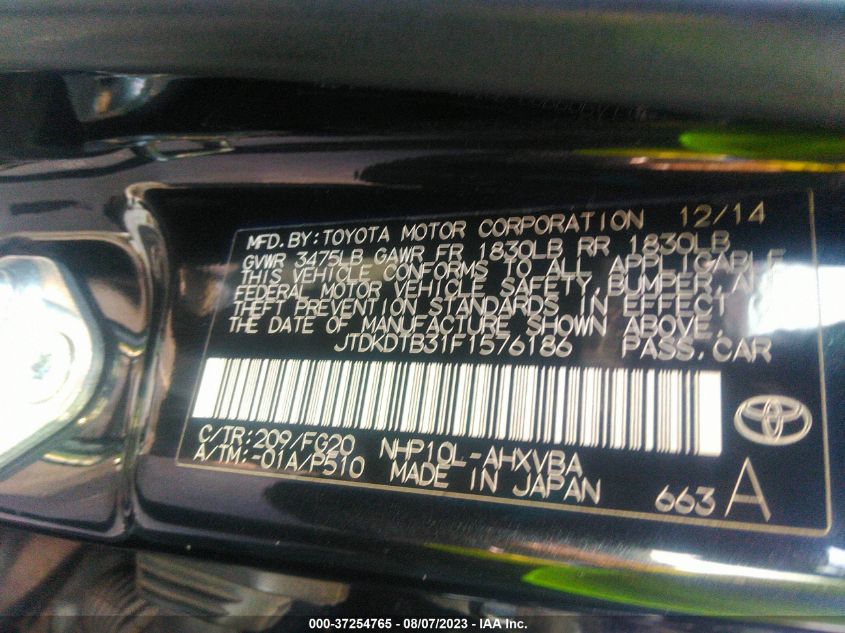 MFD. BY: TOYOTA MOTOR CORPORATION 12/14
GVWR 3475LB GAWR FR 1830LB RR 1830LB
THIS VEHICLE CONFORMS TO ALL APPLICABLE
FEDERAL MOTOR VEHICLE SAFETY, BUMPER, AND
THEFT PREVENTION STANDARDS IN EFFECT ON
THE DATE OF MANUFACTURE SHOWN ABOVE.
JTDKDTB31F1576186 PASS. CAR
C/TR: 209/FG20 NHP10L-AHXVBA
A/TM: -01A/P510 MADE IN JAPAN
663 A
000-37254765 - 08/07/2023 - IAA Inc.